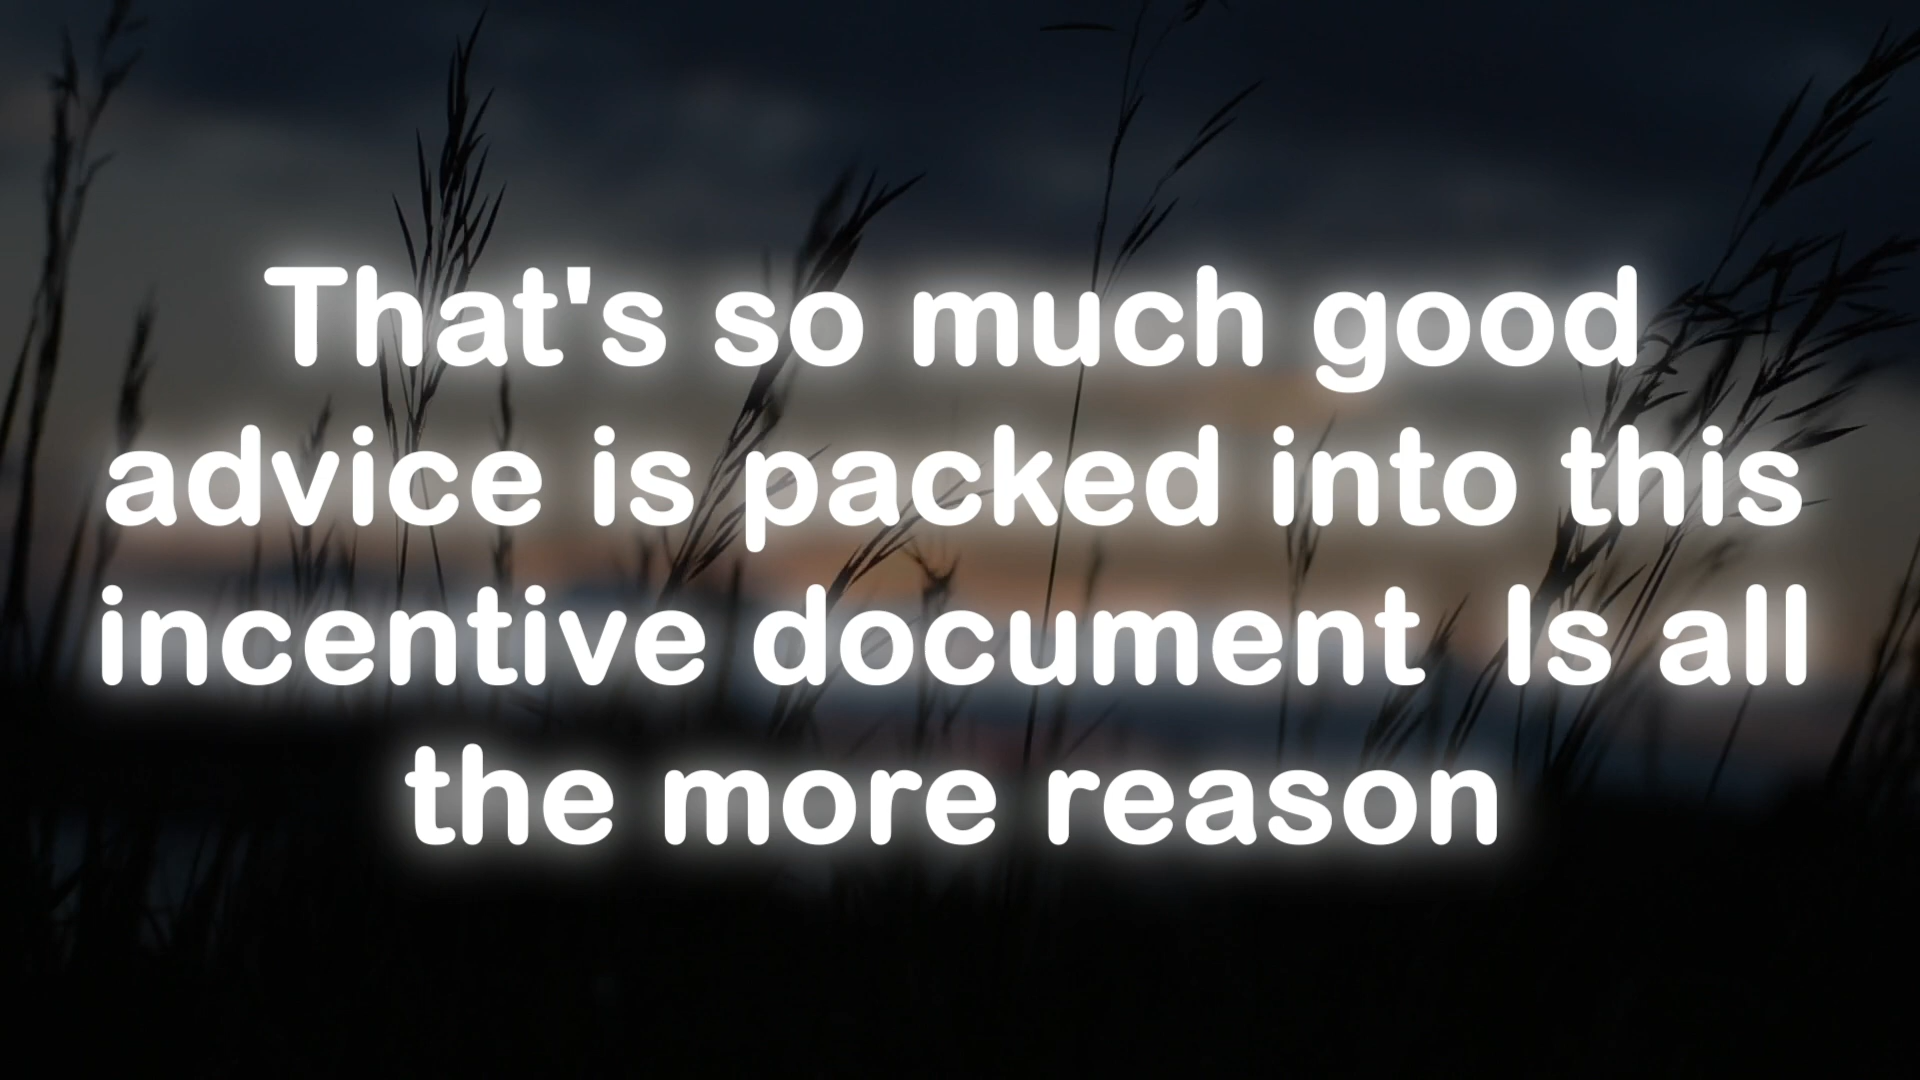 That's so much good
advice is packed into this
incentive document  Is all
the more reason